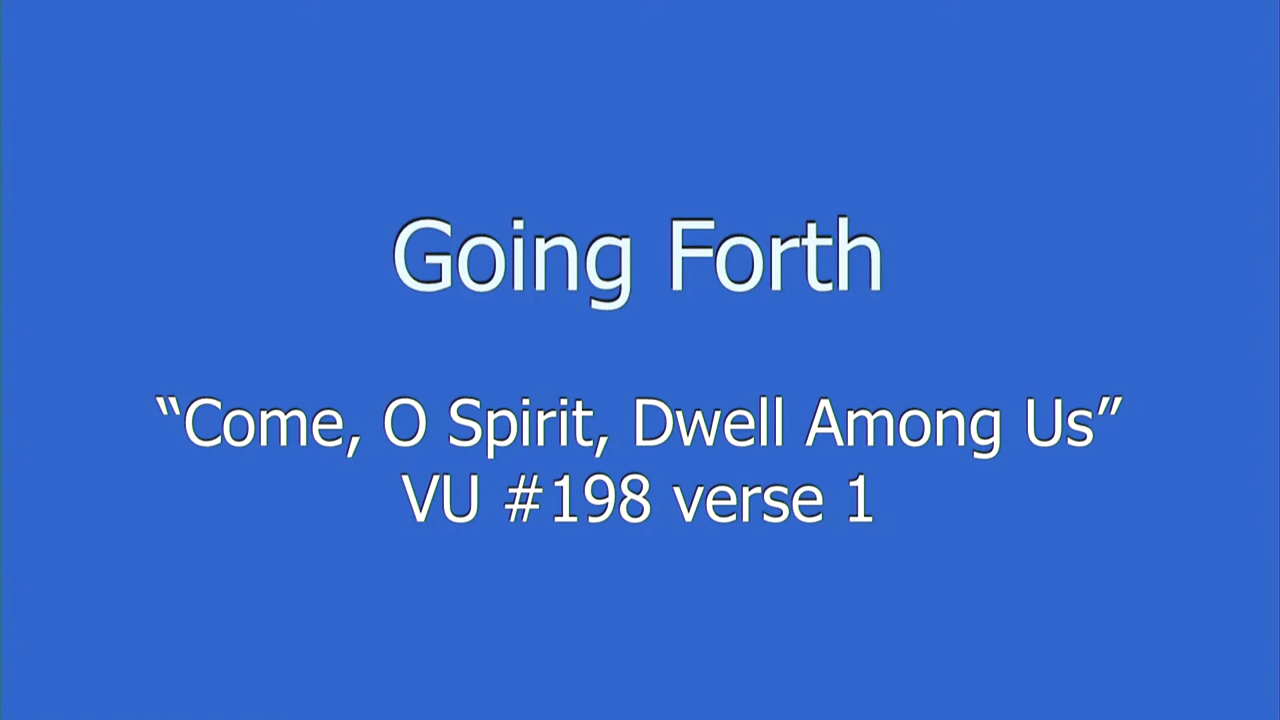 Going Forth
“Come, O Spirit, Dwell Among Us”
VU #198 verse 1